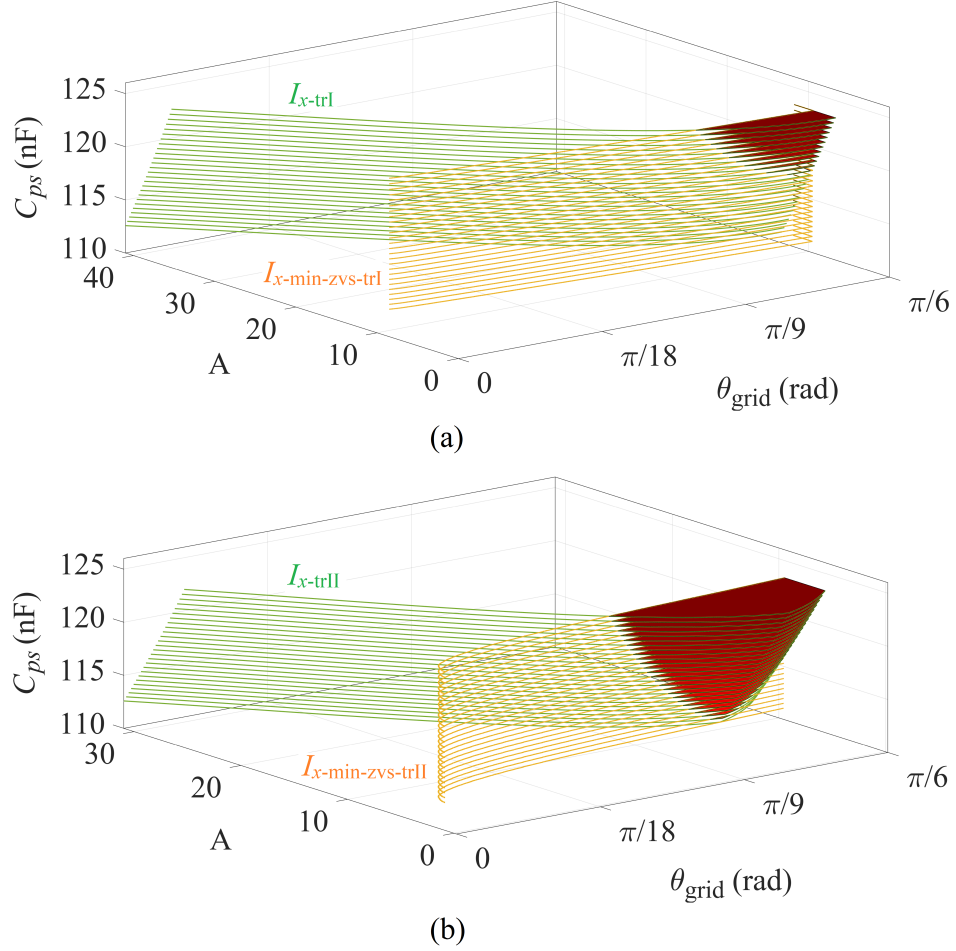 125
120
115
110
C_ps (nF)
I_x-trI
I_x-min-zvs-trI
40
30
20
10
0
A
0
π/18
π/9
π/6
θ_grid (rad)
(a)
125
120
115
110
C_ps (nF)
I_x-trII
I_x-min-zvs-trII
30
20
10
0
A
0
π/18
π/9
π/6
θ_grid (rad)
(b)